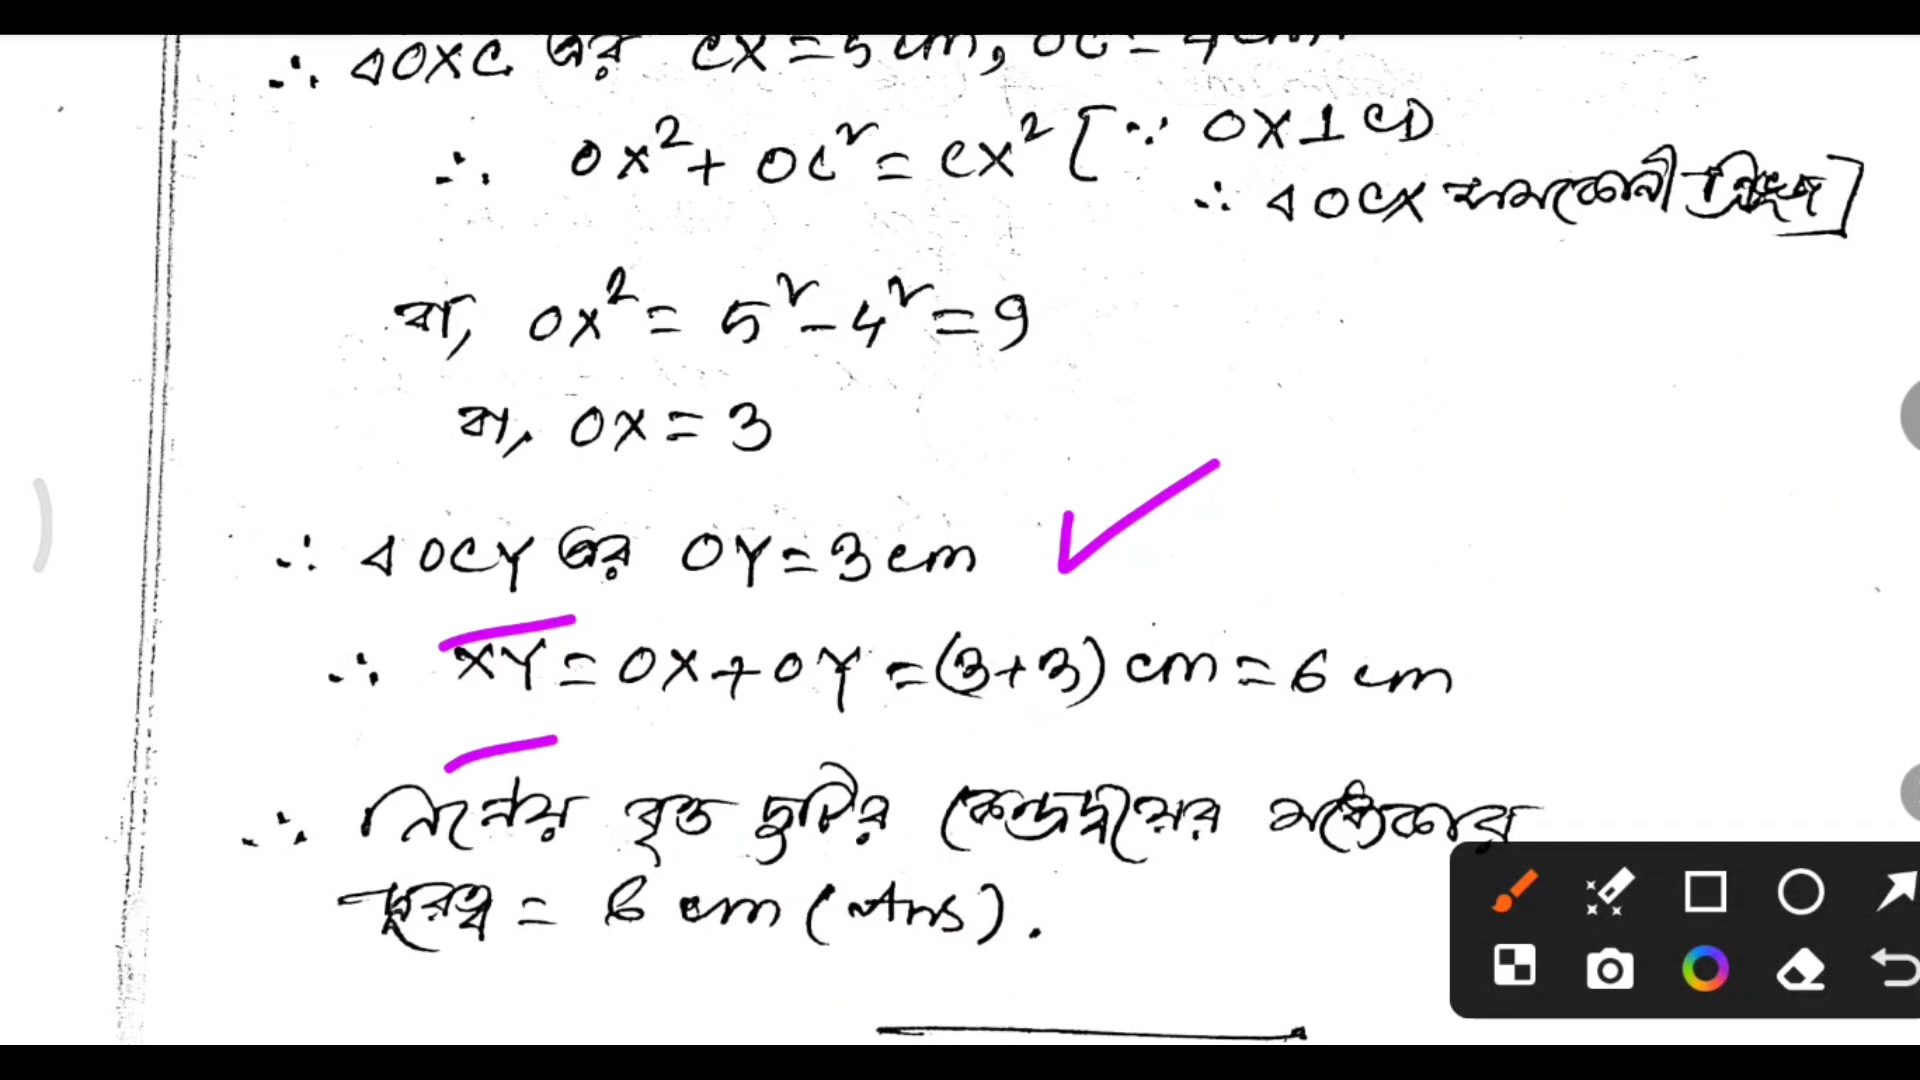 ∴ ΔOXC এর CX = 5 cm, OC = 4 cm.
∴ OX² + OC² = CX² [∵ OX ⊥ CD
∴ ΔOCX সমকোনী ত্রিভুজ]
বা, OX² = 5² - 4² = 9
বা, OX = 3
∴ ΔOCY এর OY = 3 cm
∴ XY = OX + OY = (3+3) cm = 6 cm
∴ নির্নেয় বৃত্ত দুটির কেন্দ্রদ্বয়ের মধ্যেকার
দূরত্ব = 6 cm (Ans).